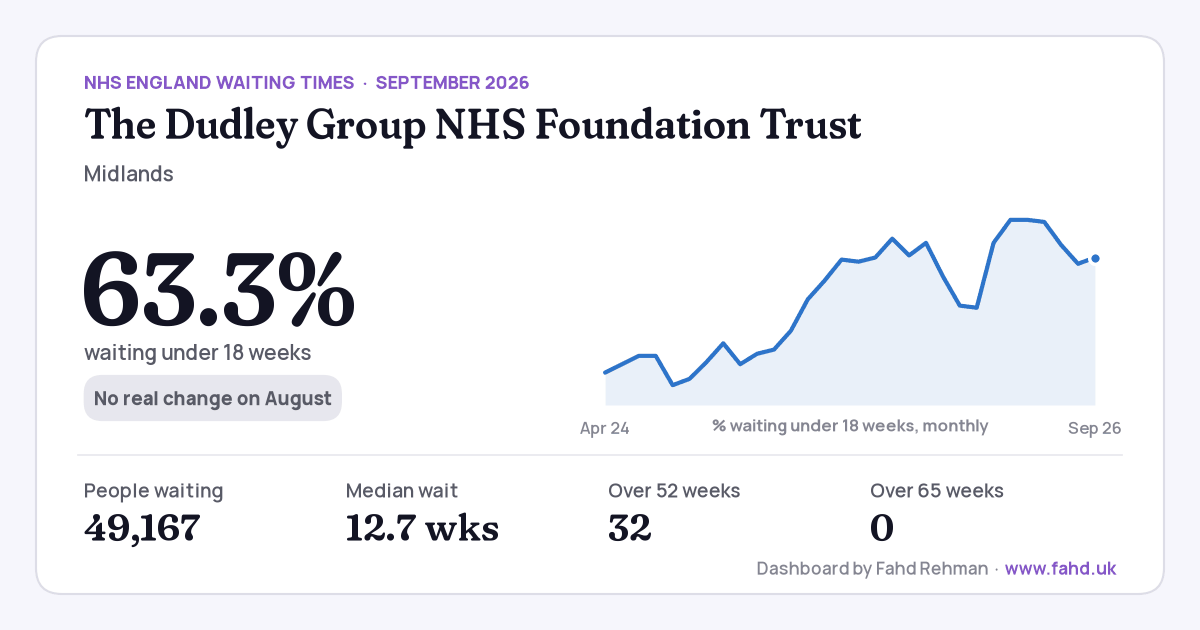 NHS ENGLAND WAITING TIMES · SEPTEMBER 2026
The Dudley Group NHS Foundation Trust
Midlands
63.3%
waiting under 18 weeks
No real change on August
Apr 24
% waiting under 18 weeks, monthly
Sep 26
People waiting
49,167
Median wait
12.7 wks
Over 52 weeks
32
Over 65 weeks
0
Dashboard by Fahd Rehman · www.fahd.uk